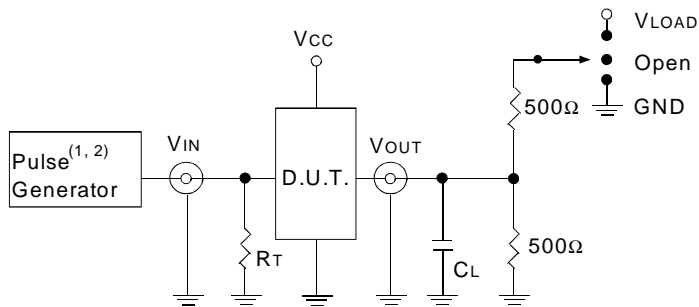 VLOAD
VCC
Open
500Ω
GND
VIN
VOUT
Pulse(1, 2)
Generator
D.U.T.
RT
CL
500Ω